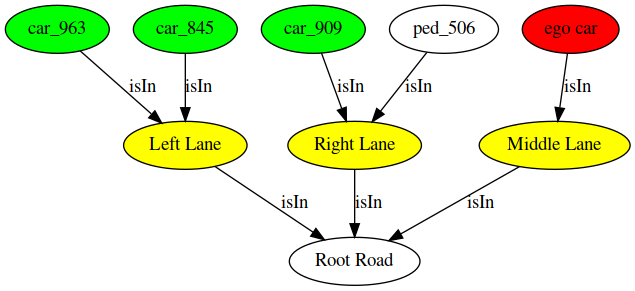 car_963 car_845 car_909 ped_506 ego car
isIn isIn isIn isIn isIn
Left Lane Right Lane Middle Lane
isIn isIn isIn
Root Road